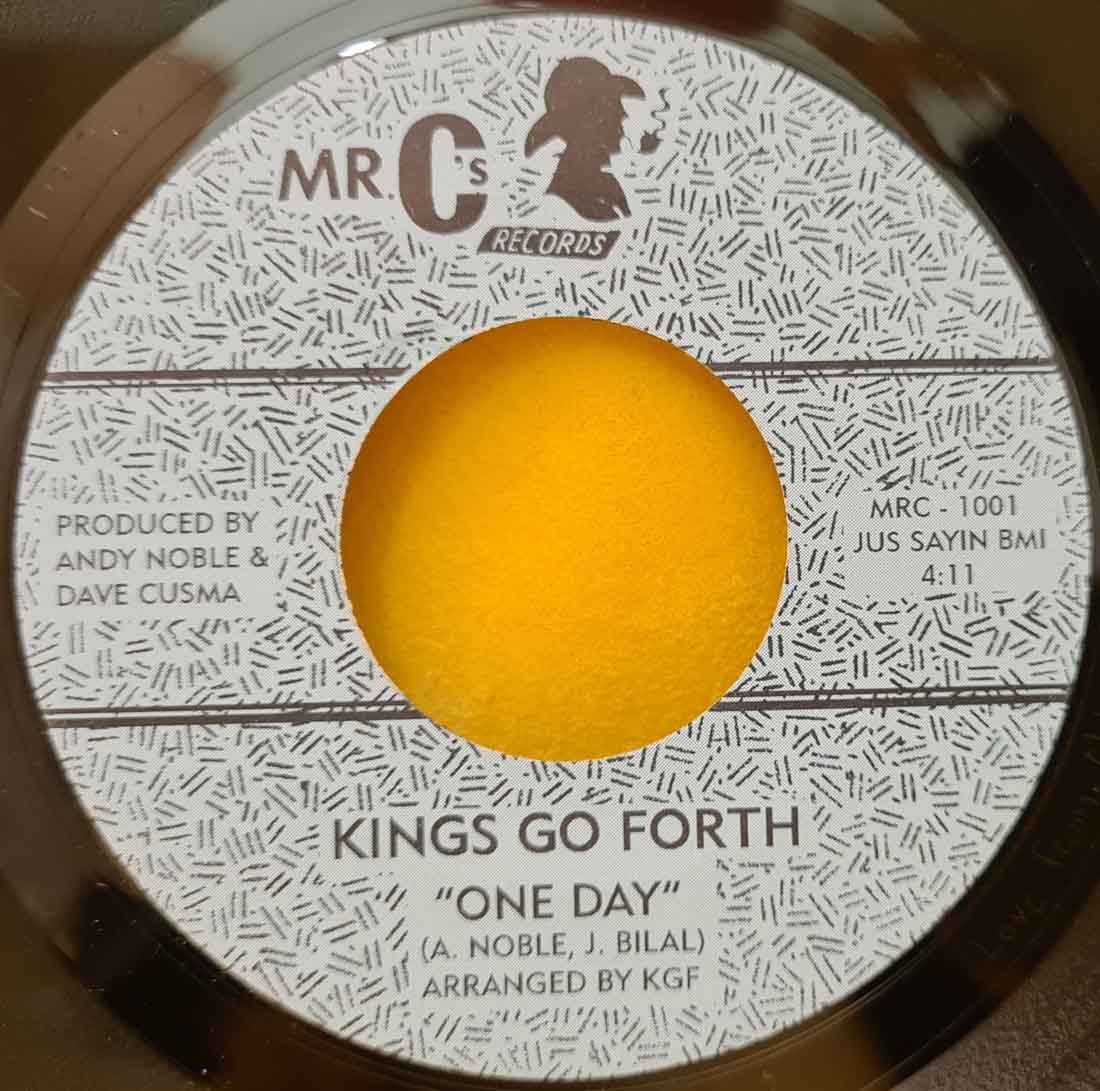 MR. C's
RECORDS
PRODUCED BY
ANDY NOBLE &
DAVE CUSMA
MRC - 1001
JUS SAYIN BMI
4:11
KINGS GO FORTH
"ONE DAY"
(A. NOBLE, J. BILAL)
ARRANGED BY KGF
Love